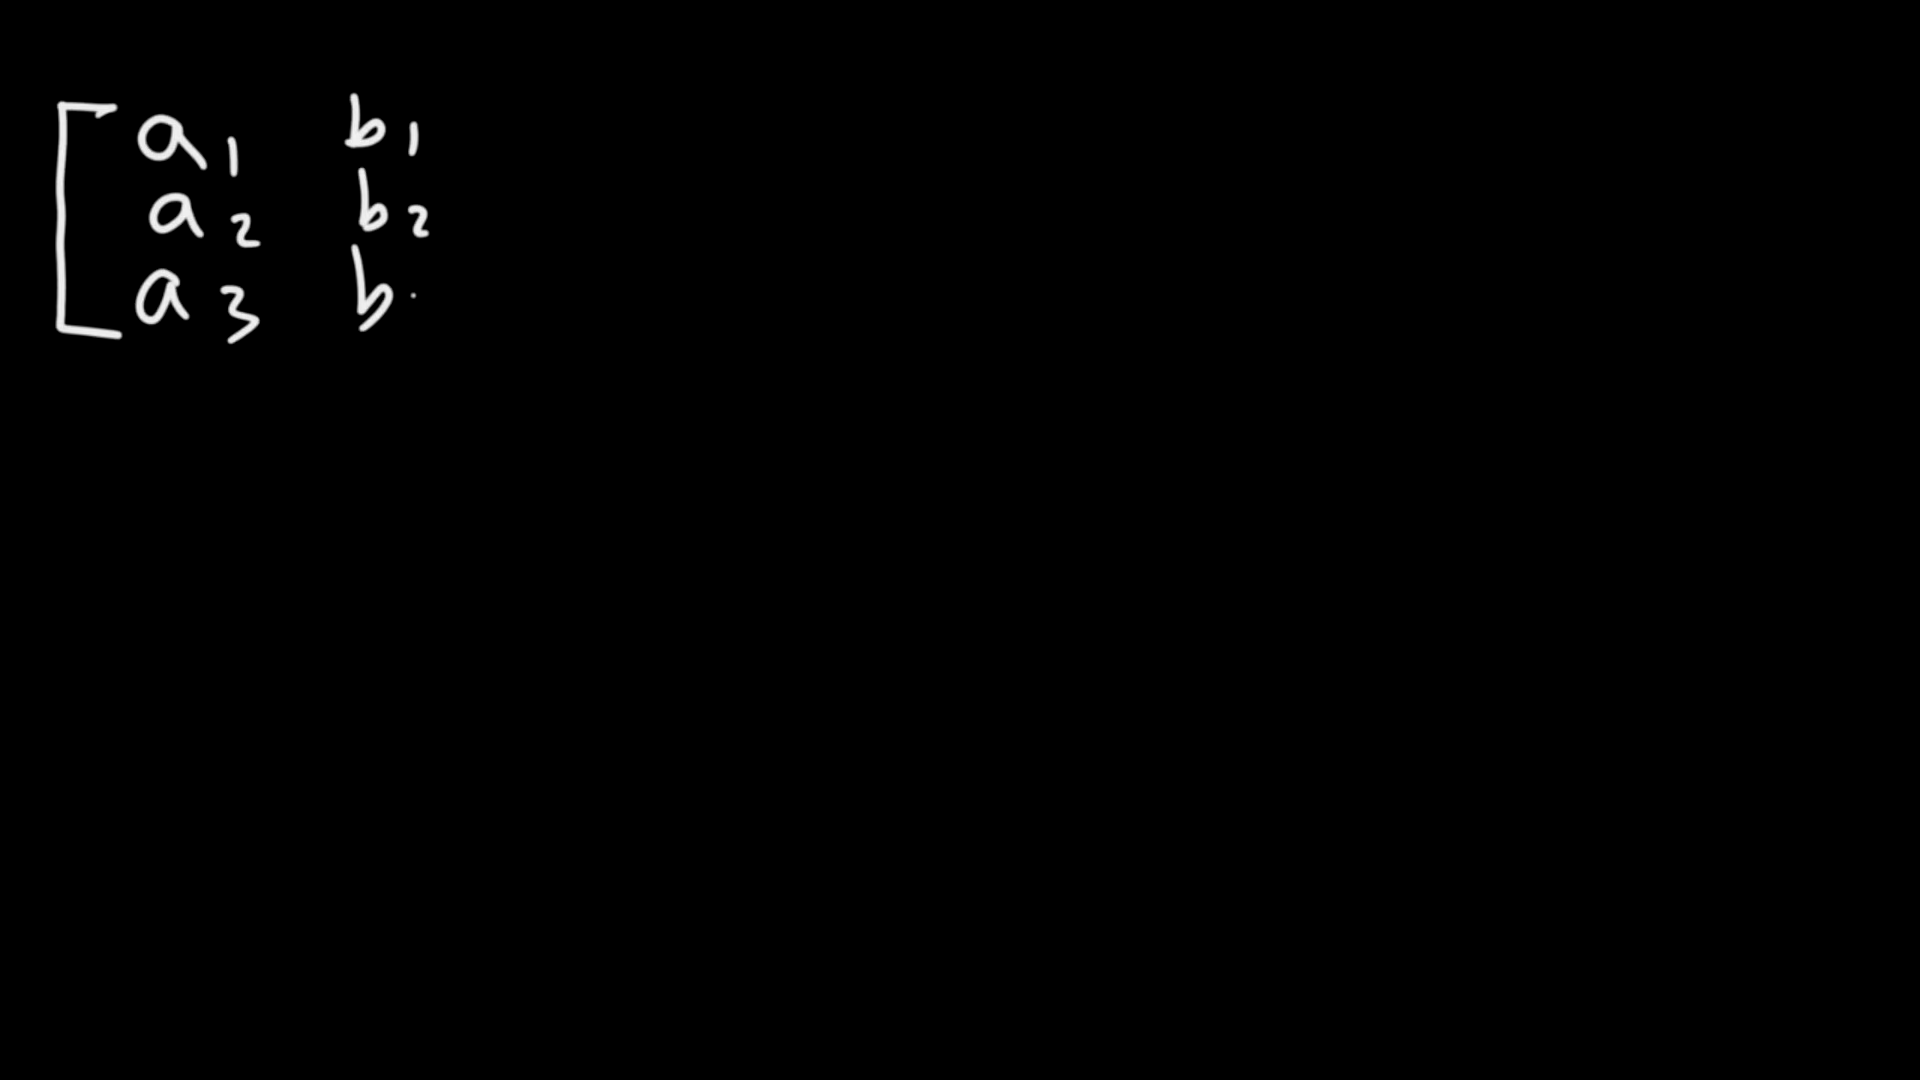 [ a₁ b₁
a₂ b₂
a₃ b